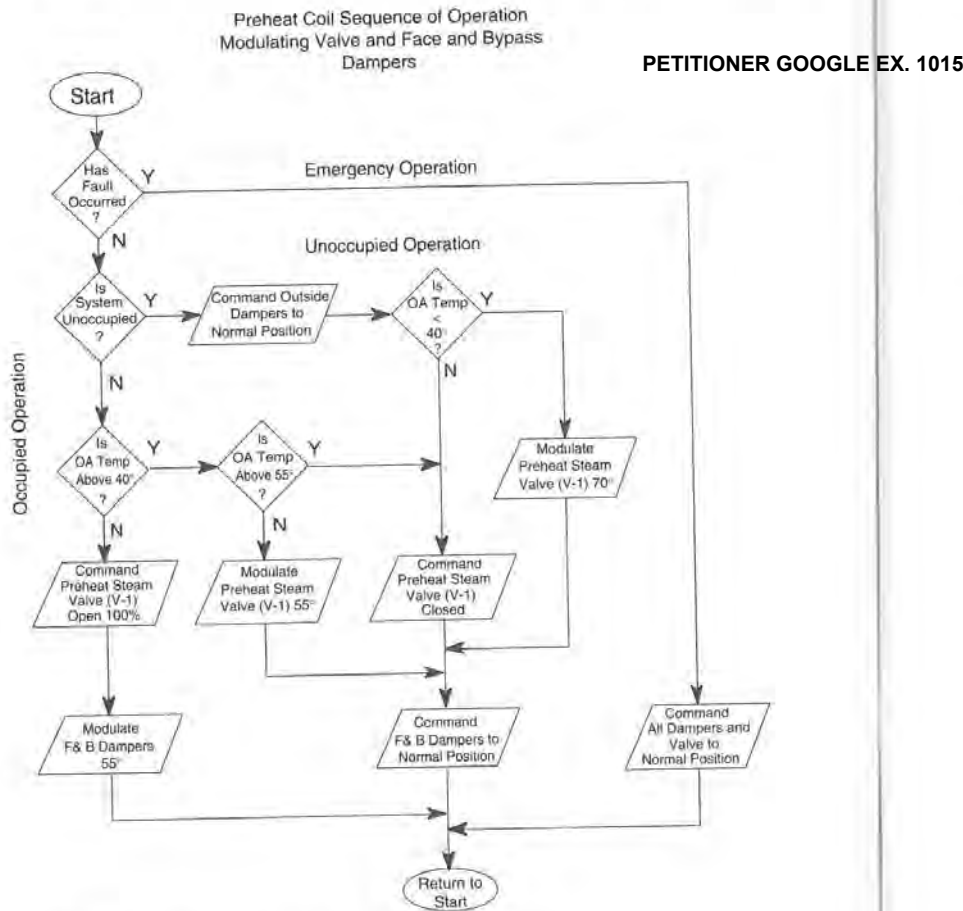 Preheat Coil Sequence of Operation
Modulating Valve and Face and Bypass
Dampers
PETITIONER GOOGLE EX. 1015
Start
Has
Fault
Occurred
?
Y
Emergency Operation
N
Unoccupied Operation
Is
System
Unoccupied
?
Y
Command Outside
Dampers to
Normal Position
Is
OA Temp
<
40°
?
Y
N
N
Occupied Operation
Is
OA Temp
Above 40°
?
Y
Is
OA Temp
Above 55°
?
Y
Modulate
Preheat Steam
Valve (V-1) 70°
N
N
Command
Preheat Steam
Valve (V-1)
Open 100%
Modulate
Preheat Steam
Valve (V-1) 55°
Command
Preheat Steam
Valve (V-1)
Closed
Modulate
F& B Dampers
55°
Command
F& B Dampers to
Normal Position
Command
All Dampers and
Valve to
Normal Position
Return to
Start